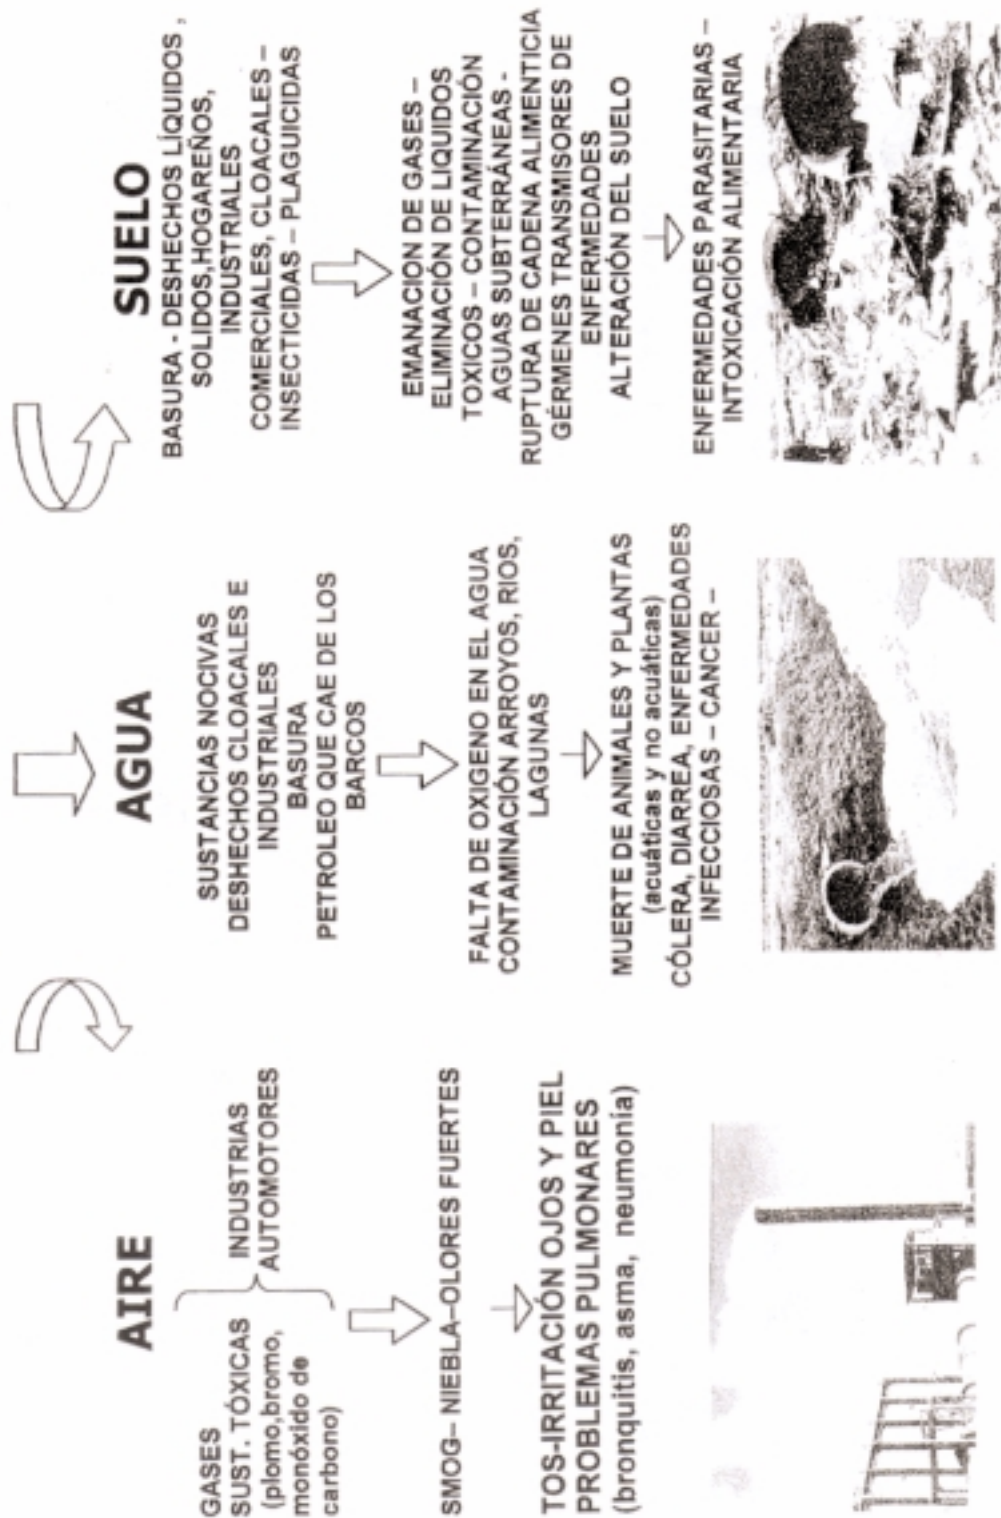 AIRE
GASES
SUST. TÓXICAS
(plomo,bromo,
monóxido de
carbono)
INDUSTRIAS
AUTOMOTORES
SMOG– NIEBLA–OLORES FUERTES
TOS-IRRITACIÓN OJOS Y PIEL
PROBLEMAS PULMONARES
(bronquitis, asma, neumonía)
AGUA
SUSTANCIAS NOCIVAS
DESHECHOS CLOACALES E
INDUSTRIALES
BASURA
PETROLEO QUE CAE DE LOS
BARCOS
FALTA DE OXIGENO EN EL AGUA
CONTAMINACIÓN ARROYOS, RIOS,
LAGUNAS
MUERTE DE ANIMALES Y PLANTAS
(acuáticas y no acuáticas)
CÓLERA, DIARREA, ENFERMEDADES
INFECCIOSAS – CANCER –
SUELO
BASURA - DESHECHOS LÍQUIDOS ,
SOLIDOS,HOGAREÑOS,
INDUSTRIALES
COMERCIALES, CLOACALES –
INSECTICIDAS – PLAGUICIDAS
EMANACION DE GASES –
ELIMINACIÓN DE LIQUIDOS
TOXICOS – CONTAMINACIÓN
AGUAS SUBTERRÁNEAS -
RUPTURA DE CADENA ALIMENTICIA
GÉRMENES TRANSMISORES DE
ENFERMEDADES
ALTERACIÓN DEL SUELO
ENFERMEDADES PARASITARIAS –
INTOXICACIÓN ALIMENTARIA